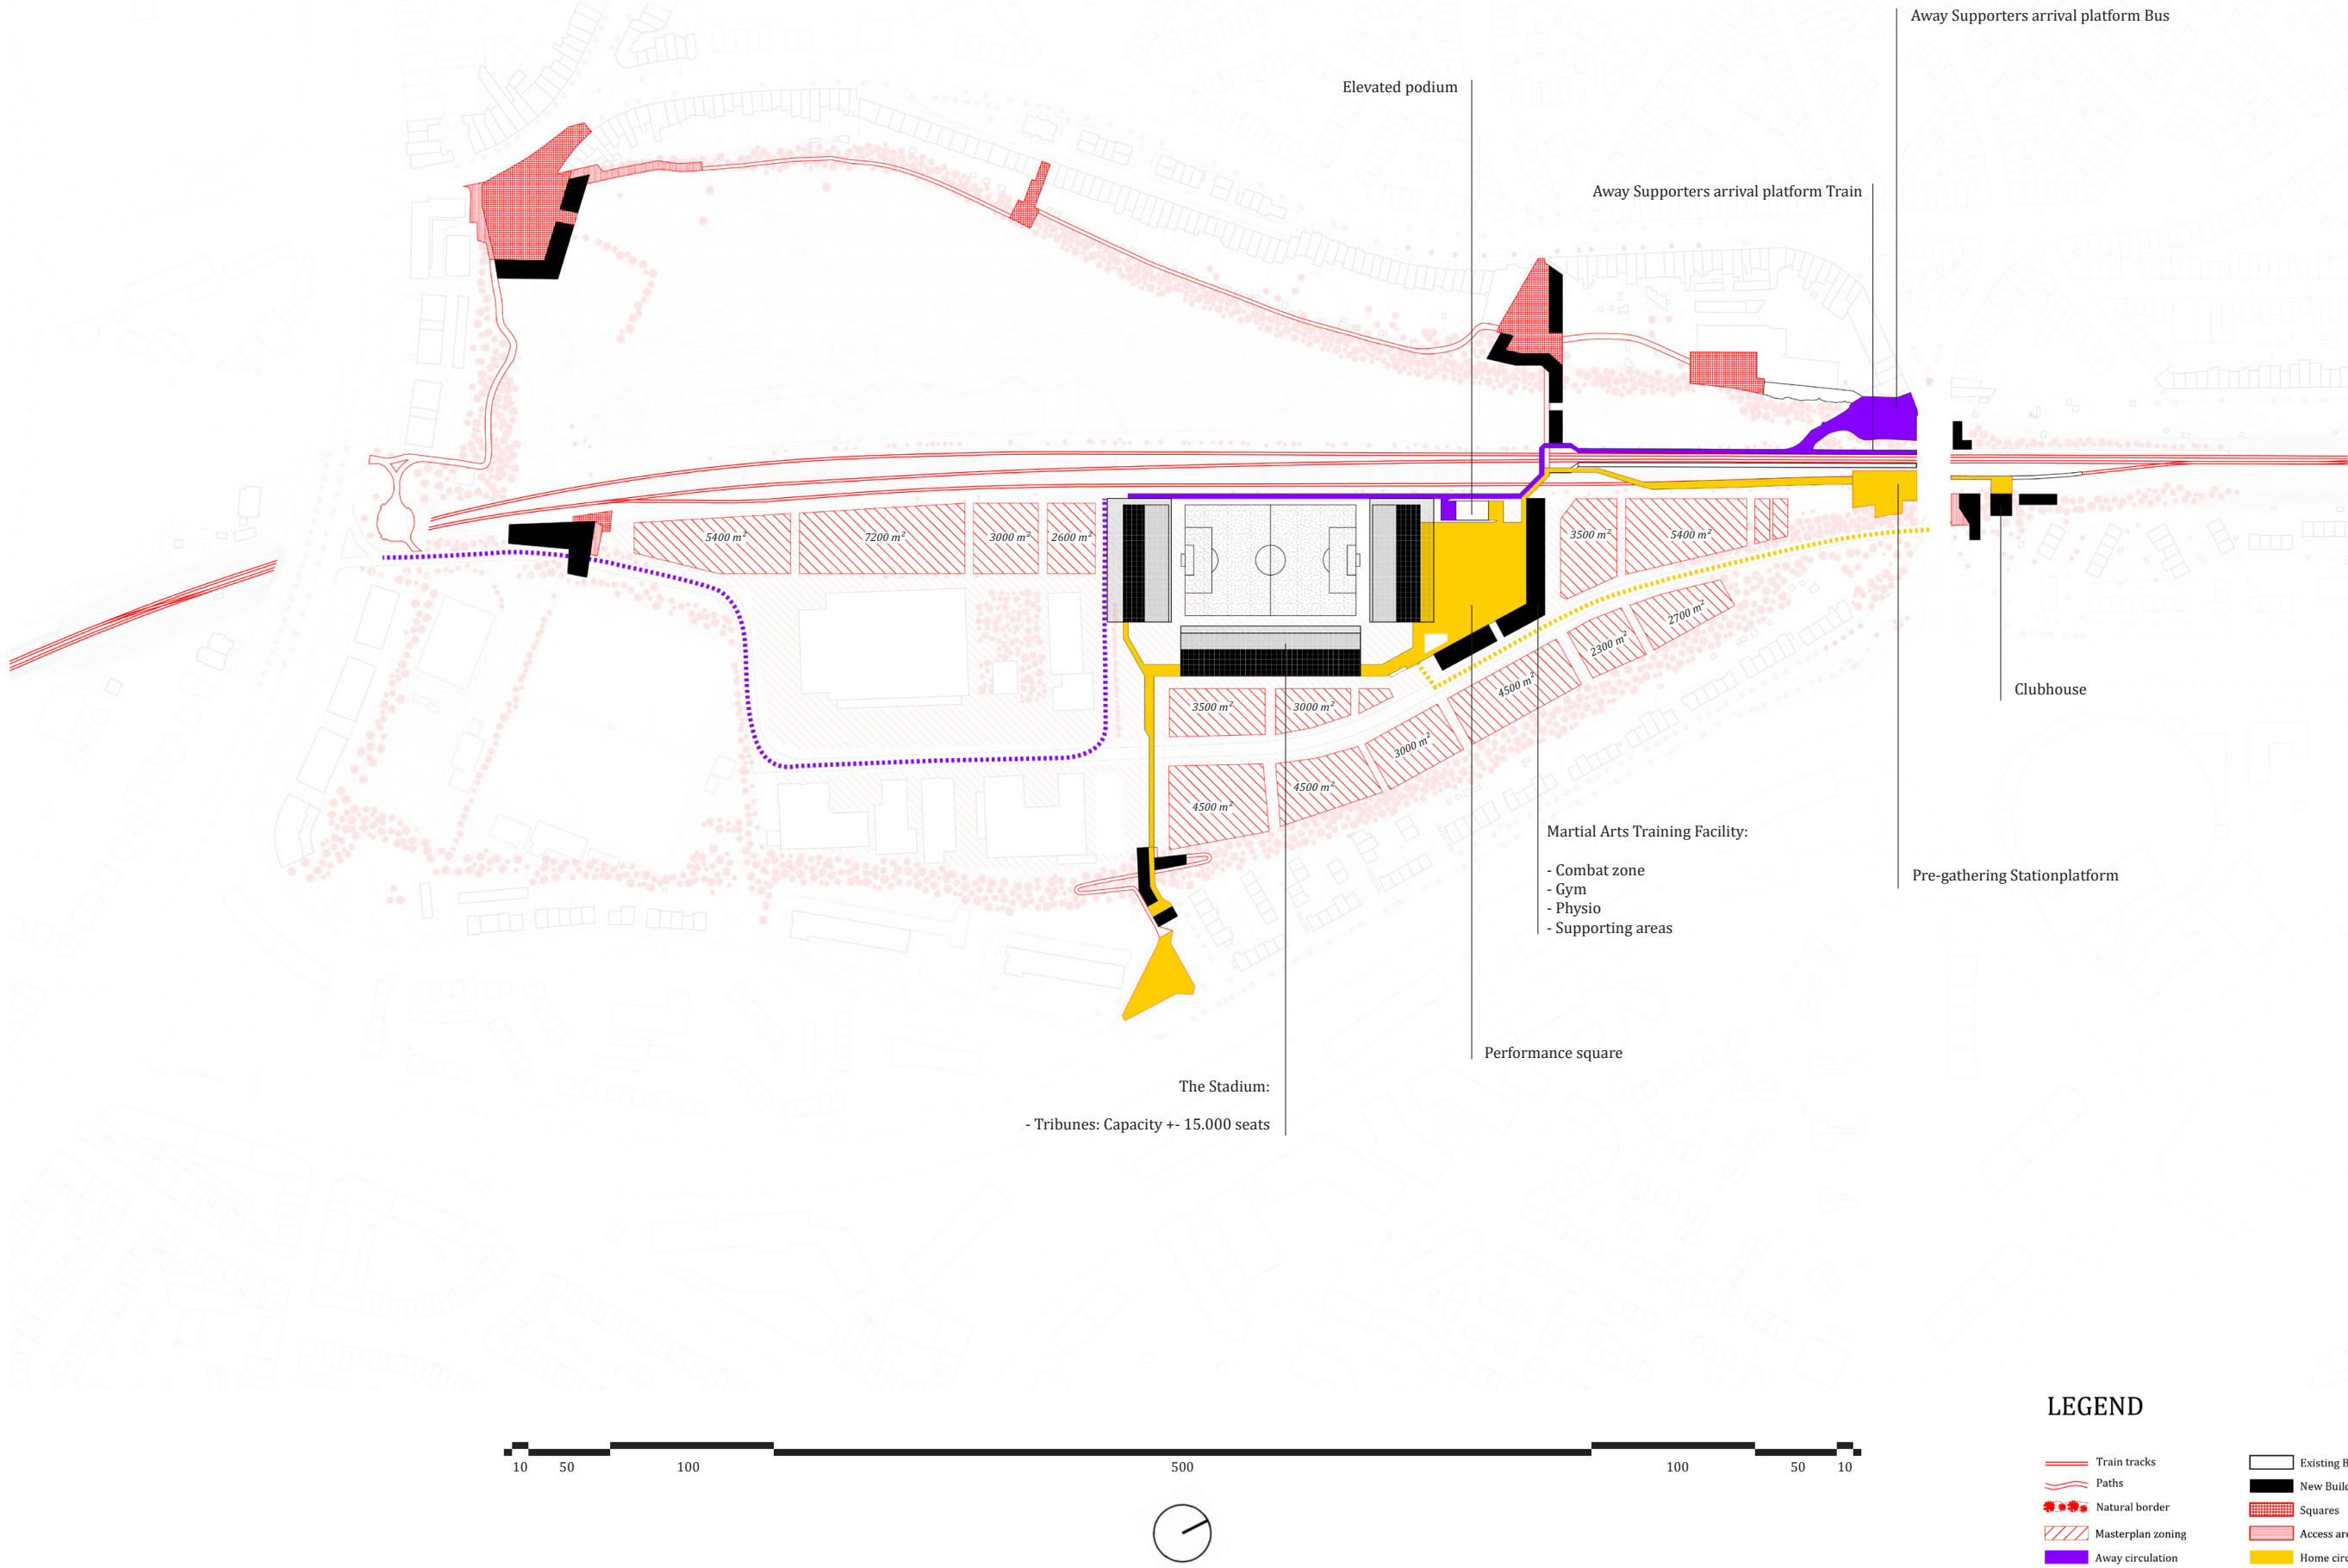 Away Supporters arrival platform Bus
Elevated podium
Away Supporters arrival platform Train
5400 m²
7200 m²
3000 m²
2600 m²
3500 m²
5400 m²
2700 m²
2300 m²
4500 m²
3500 m²
3000 m²
3000 m²
4500 m²
4500 m²
Clubhouse
Martial Arts Training Facility:
- Combat zone
- Gym
- Physio
- Supporting areas
Pre-gathering Stationplatform
Performance square
The Stadium:
- Tribunes: Capacity +- 15.000 seats
LEGEND
10 50 100 500 100 50 10
Train tracks
Paths
Natural border
Masterplan zoning
Away circulation
Existing B
New Build
Squares
Access are
Home circ